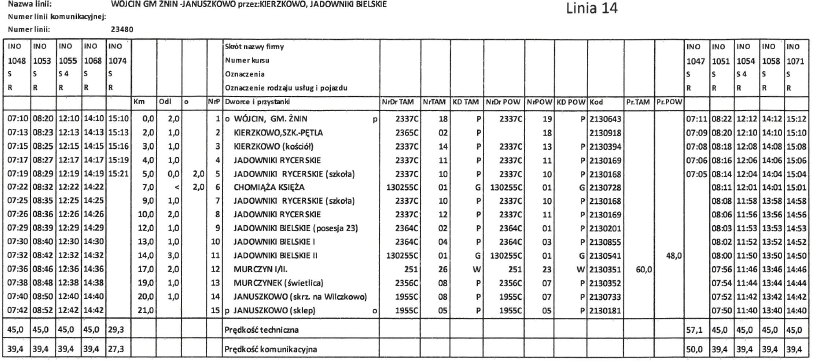 Nazwa linii: WÓJCIN GM ŻNIN -JANUSZKOWO przez:KIERZKOWO, JADOWNIKI BIELSKIE
Linia 14
Numer linii komunikacyjnej:
Numer linii: 23480
INO INO INO INO INO Skrót nazwy firmy INO INO INO INO INO
1048 1053 1055 1068 1074 Numer kursu 1047 1051 1054 1058 1071
S S S 4 S S Oznaczenia S S S 4 S S
R R R R R Oznaczenie rodzaju usług i pojazdu R R R R R
Km Odl o NrP Dworce i przystanki NrDr TAM NrTAM KD TAM NrDr POW NrPOW KD POW Kod Pr.TAM Pr.POW
07:10 08:20 12:10 14:10 15:10 0,0 2,0 1 o WÓJCIN, GM. ŻNIN p 2337C 18 P 2337C 19 P 2130643 07:11 08:22 12:12 14:12 15:12
07:13 08:23 12:13 14:13 15:13 2,0 1,0 2 KIERZKOWO,SZK.-PĘTLA 2365C 02 P 18 2130918 07:09 08:20 12:10 14:10 15:10
07:15 08:25 12:15 14:15 15:16 3,0 1,0 3 KIERZKOWO (kościół) 2337C 14 P 2337C 13 P 2130394 07:08 08:18 12:08 14:08 15:08
07:17 08:27 12:17 14:17 15:19 4,0 1,0 4 JADOWNIKI RYCERSKIE 2337C 11 P 2337C 11 P 2130169 07:06 08:16 12:06 14:06 15:06
07:19 08:29 12:19 14:19 15:21 5,0 0,0 2,0 5 JADOWNIKI RYCERSKIE (szkoła) 2337C 10 P 2337C 10 P 2130168 07:05 08:14 12:04 14:04 15:04
07:22 08:32 12:22 14:22 7,0 < 2,0 6 CHOMIĄŻA KSIĘŻA 130255C 01 G 130255C 01 G 2130728 08:11 12:01 14:01 15:01
07:25 08:35 12:25 14:25 9,0 1,0 7 JADOWNIKI RYCERSKIE (szkoła) 2337C 10 P 2337C 10 P 2130168 08:08 11:58 13:58 14:58
07:26 08:36 12:26 14:26 10,0 2,0 8 JADOWNIKI RYCERSKIE 2337C 12 P 2337C 11 P 2130169 08:06 11:56 13:56 14:56
07:29 08:39 12:29 14:29 12,0 1,0 9 JADOWNIKI BIELSKIE (posesja 23) 2364C 02 P 2364C 01 P 2130201 08:03 11:53 13:53 14:53
07:30 08:40 12:30 14:30 13,0 1,0 10 JADOWNIKI BIELSKIE I 2364C 04 P 2364C 03 P 2130855 08:02 11:52 13:52 14:52
07:32 08:42 12:32 14:32 14,0 3,0 11 JADOWNIKI BIELSKIE II 130255C 01 G 130255C 01 G 2130541 48,0 08:00 11:50 13:50 14:50
07:36 08:46 12:36 14:36 17,0 2,0 12 MURCZYN I/II. 251 26 W 251 23 W 2130351 60,0 07:56 11:46 13:46 14:46
07:38 08:48 12:38 14:38 19,0 1,0 13 MURCZYNEK (świetlica) 2356C 08 P 2356C 07 P 2130352 07:54 11:44 13:44 14:44
07:40 08:50 12:40 14:40 20,0 1,0 14 JANUSZKOWO (skrz. na Wilczkowo) 1955C 08 P 1955C 07 P 2130733 07:52 11:42 13:42 14:42
07:42 08:52 12:42 14:42 21,0 15 p JANUSZKOWO (sklep) o 1955C 05 P 1955C 05 P 2130181 07:50 11:40 13:40 14:40
45,0 45,0 45,0 45,0 29,3 Prędkość techniczna 57,1 45,0 45,0 45,0 45,0
39,4 39,4 39,4 39,4 27,3 Prędkość komunikacyjna 50,0 39,4 39,4 39,4 39,4